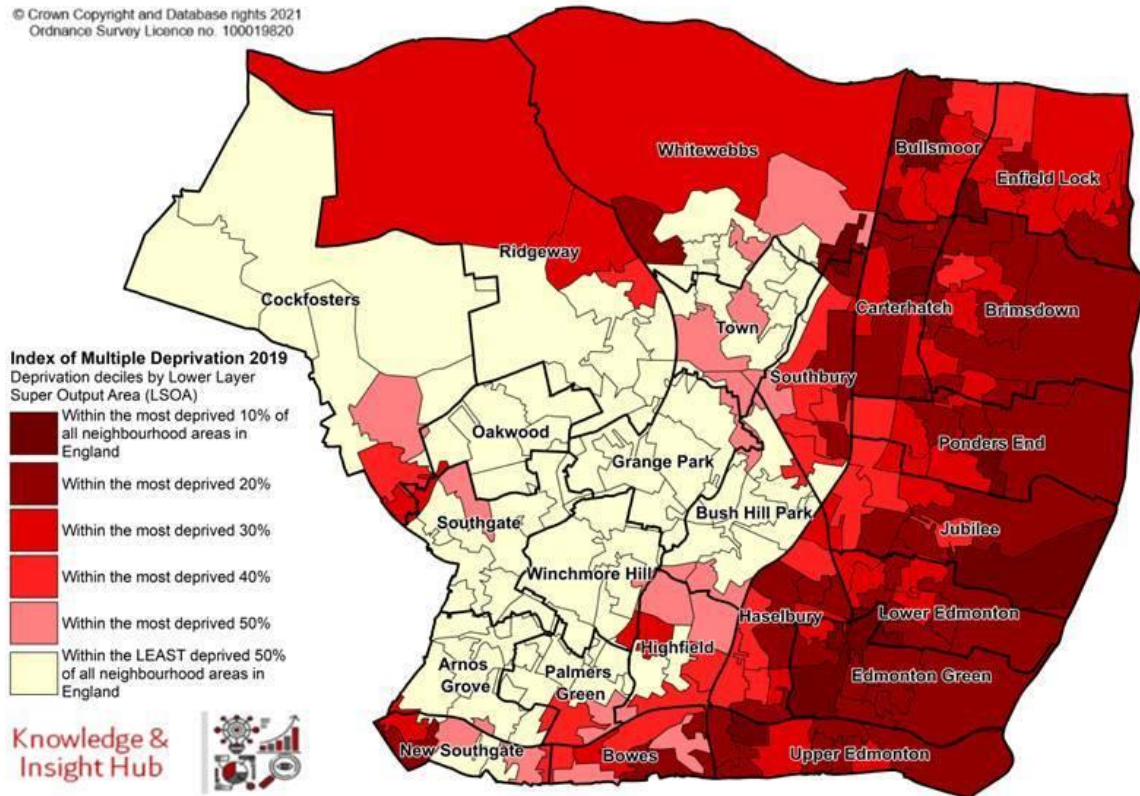 © Crown Copyright and Database rights 2021
Ordnance Survey Licence no. 100019820
Whitewebbs
Bullsmoor
Enfield Lock
Ridgeway
Cockfosters
Carterhatch
Brimsdown
Town
Southbury
Index of Multiple Deprivation 2019
Deprivation deciles by Lower Layer
Super Output Area (LSOA)
Within the most deprived 10% of
all neighbourhood areas in
England
Within the most deprived 20%
Within the most deprived 30%
Within the most deprived 40%
Within the most deprived 50%
Within the LEAST deprived 50%
of all neighbourhood areas in
England
Oakwood
Grange Park
Ponders End
Southgate
Bush Hill Park
Jubilee
Winchmore Hill
Haselbury
Lower Edmonton
Highfield
Arnos
Grove
Palmers
Green
Edmonton Green
New Southgate
Bowes
Upper Edmonton
Knowledge &
Insight Hub